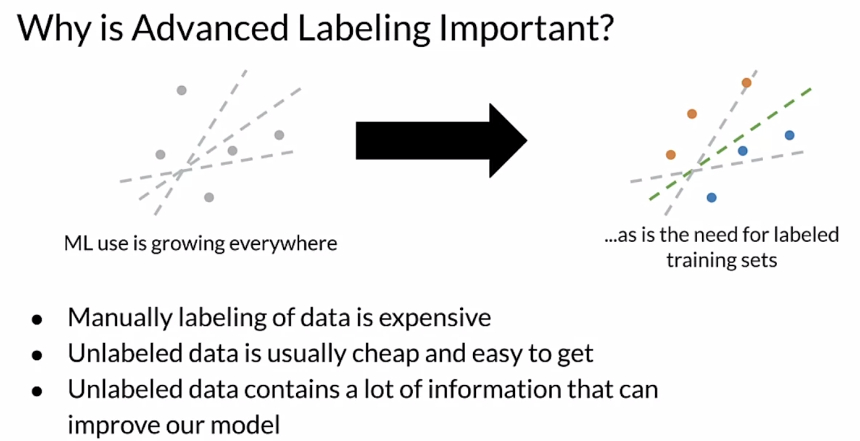 Why is Advanced Labeling Important?
ML use is growing everywhere
...as is the need for labeled
training sets
● Manually labeling of data is expensive
● Unlabeled data is usually cheap and easy to get
● Unlabeled data contains a lot of information that can
improve our model